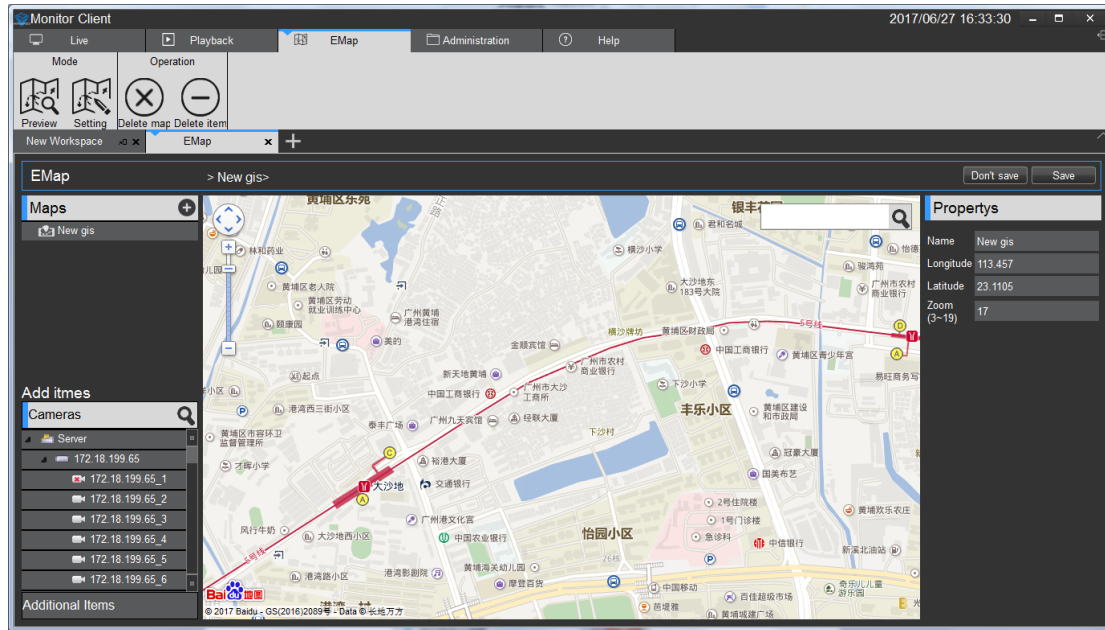 Monitor Client
2017/06/27 16:33:30
Live
Playback
EMap
Administration
Help
Mode
Operation
Preview
Setting
Delete map
Delete item
New Workspace
EMap
EMap
> New gis>
Don't save
Save
Maps
New gis
Add itmes
Cameras
Server
172.18.199.65
172.18.199.65_1
172.18.199.65_2
172.18.199.65_3
172.18.199.65_4
172.18.199.65_5
172.18.199.65_6
Additional Items
黄埔区东苑
林和药业
黄埔区老人院
黄埔区劳动
就业训练中心
颐康园
美的
广州黄埔
港湾佳宿
横沙小学
君和名城
大沙地东
183号大院
骏鸿苑
广州市农村
商业银行
横沙牌坊
黄埔区财政局
5号线
D
金顺宾馆
中国工商银行
黄埔区青少年宫
A
起点
新天地黄埔
广州市农村
商业银行
易旺商务写
中国工商银行
广州市大沙
工商所
下沙小学
港湾西三街小区
泰丰广场
广州九天宾馆
经联大厦
丰乐小区
黄埔区建设
和市政局
黄埔区市容环卫
监督管理所
下沙村
C
才晖小学
裕港大厦
冠豪大厦
大沙地
交通银行
国美布艺
A
2号住院楼
广州港文化宫
1号门诊楼
黄埔欢乐农庄
风行牛奶
大沙地西小区
中国农业银行
怡园小区
急诊科
中信银行
5号线
新溪北油站
港湾路小区
港湾影剧院
黄埔海关幼儿园
摩登百货
中国移动
百佳超级市场
奇乐儿儿童
游乐园
芭堤雅
黄埔城建广场
Bai 地图
© 2017 Baidu - GS(2016)2089号 - Data © 长地万方
Propertys
Name
New gis
Longitude
113.457
Latitude
23.1105
Zoom
(3~19)
17